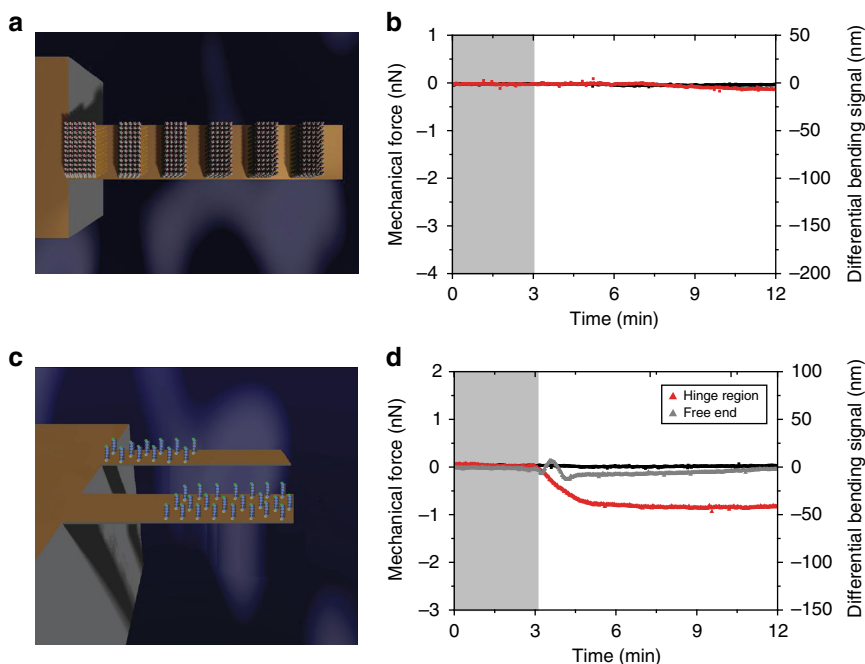 a
b
1
0
−1
−2
−3
−4
Mechanical force (nN)
50
0
−50
−100
−150
−200
Differential bending signal (nm)
0
3
6
9
12
Time (min)
c
d
2
1
0
−1
−2
−3
Mechanical force (nN)
Hinge region
Free end
100
50
0
−50
−100
−150
Differential bending signal (nm)
0
3
6
9
12
Time (min)